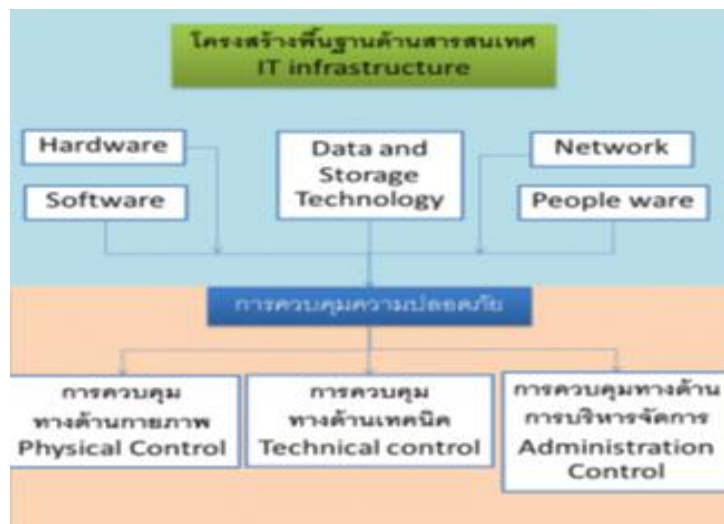 โครงสร้างพื้นฐานด้านสารสนเทศ
IT infrastructure
Hardware
Software
Data and
Storage
Technology
Network
People ware
การควบคุมความปลอดภัย
การควบคุม
ทางด้านกายภาพ
Physical Control
การควบคุม
ทางด้านเทคนิค
Technical control
การควบคุมทางด้าน
การบริหารจัดการ
Administration
Control